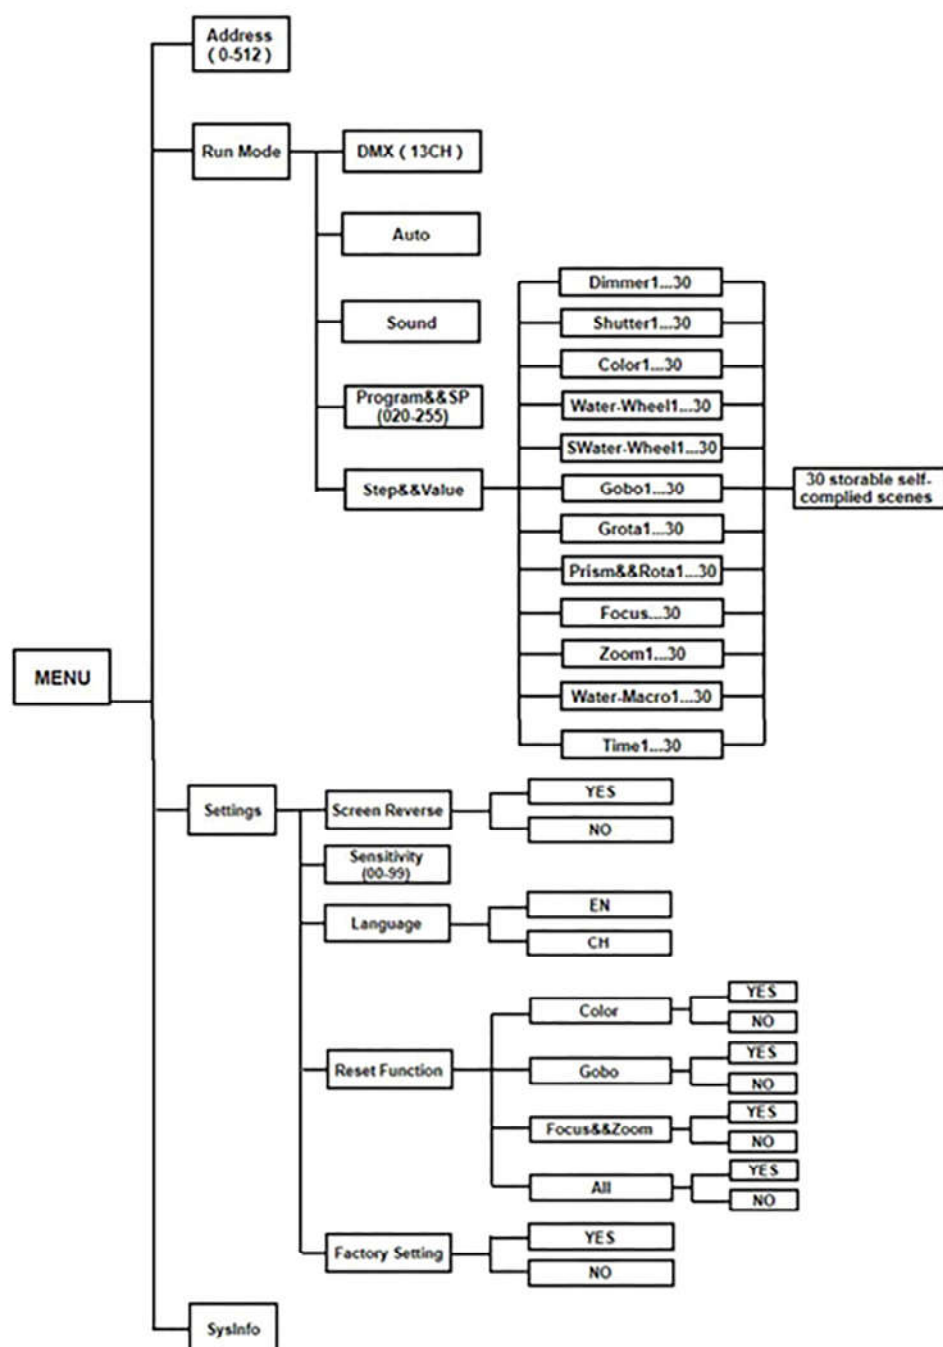 Address
( 0-512 )
Run Mode
DMX ( 13CH )
Auto
Sound
Program&&SP
(020-255)
Step&&Value
Dimmer1...30
Shutter1...30
Color1...30
Water-Wheel1...30
SWater-Wheel1...30
Gobo1...30
Grota1...30
Prism&&Rota1...30
Focus...30
Zoom1...30
Water-Macro1...30
Time1...30
30 storable self-
complied scenes
MENU
Settings
Screen Reverse
YES
NO
Sensitivity
(00-99)
Language
EN
CH
Reset Function
Color
YES
NO
Gobo
YES
NO
Focus&&Zoom
YES
NO
All
YES
NO
Factory Setting
YES
NO
SysInfo